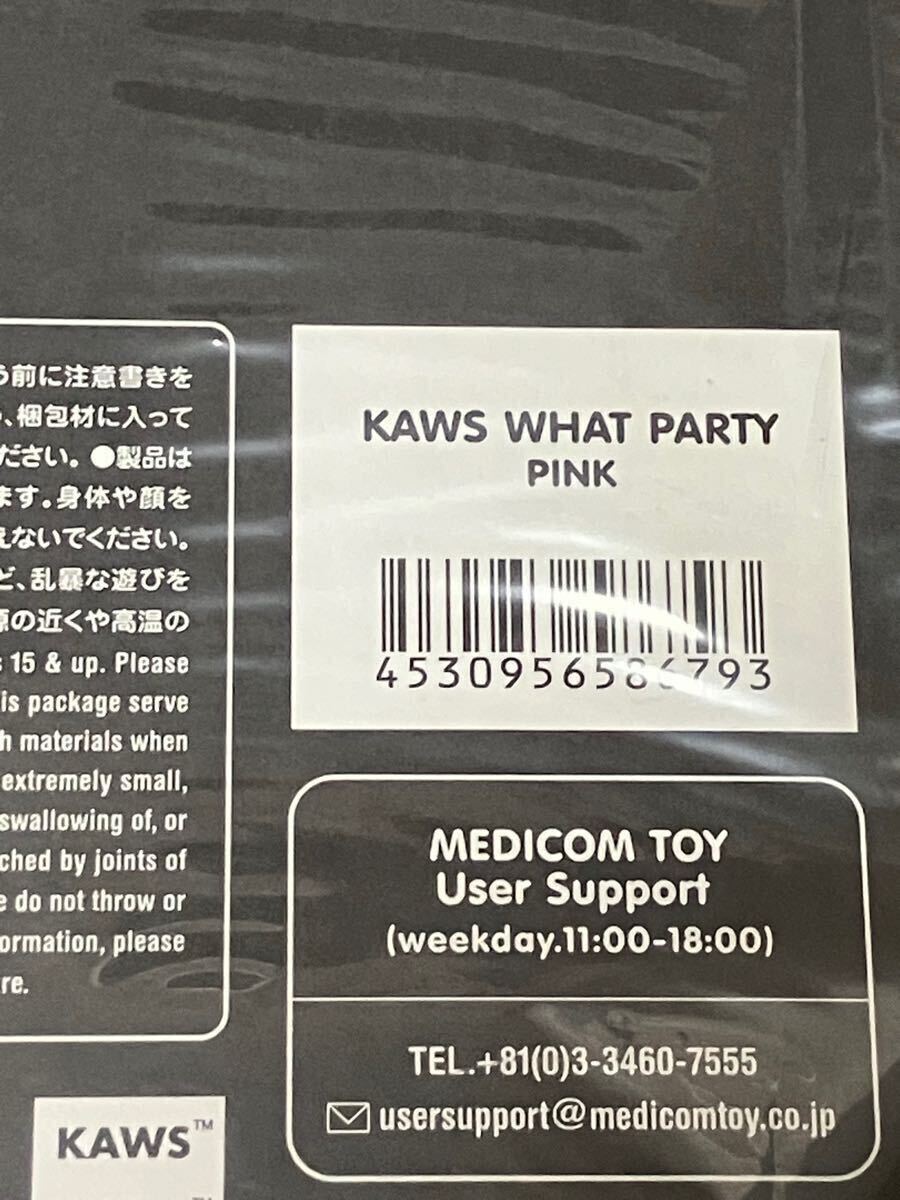 う前に注意書きを
、梱包材に入って
ださい。●製品は
ます。身体や顔を
えないでください。
ど、乱暴な遊びを
原の近くや高温の
15 & up. Please
is package serve
materials when
extremely small,
swallowing of, or
ched by joints of
do not throw or
ormation, please
re.
KAWS™
KAWS WHAT PARTY
PINK
4530956586793
MEDICOM TOY
User Support
(weekday.11:00-18:00)
TEL.+81(0)3-3460-7555
usersupport@medicomtoy.co.jp